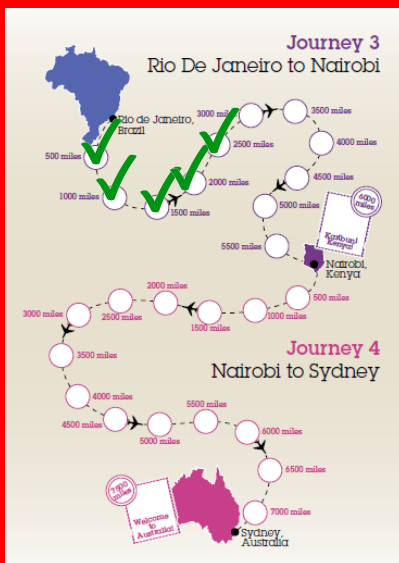 Journey 3
Rio De Janeiro to Nairobi
Rio de Janeiro,
Brazil
500 miles
1000 miles
1500 miles
2000 miles
2500 miles
3000 miles
3500 miles
4000 miles
4500 miles
5000 miles
5500 miles
6000
miles
Karibuni
Kenya!
Nairobi,
Kenya
Journey 4
Nairobi to Sydney
500 miles
1000 miles
1500 miles
2000 miles
2500 miles
3000 miles
3500 miles
4000 miles
4500 miles
5000 miles
5500 miles
6000 miles
6500 miles
7000 miles
7500
miles
Welcome
to
Australia!
Sydney,
Australia